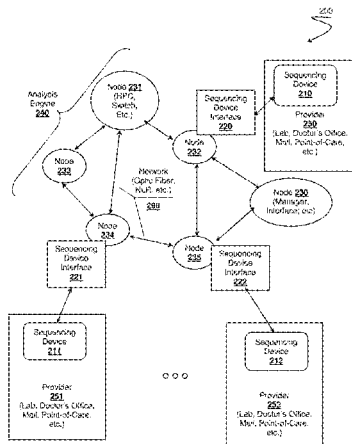 200
Analysis
Engine
240
Node 231
(HPC,
Switch,
Etc.)
Sequencing
Device
Interface
220
Sequencing
Device
210
Provider
250
(Lab, Doctor's Office,
Mall, Point-of-Care,
etc.)
Node
233
Node
232
Network
(Optic Fiber,
etc.)
Node
234
Node
235
Node 230
(Manager,
Interface, etc)
Sequencing
Device
Interface
221
Sequencing
Device
Interface
222
Sequencing
Device
211
Provider
251
(Lab, Doctor's Office,
Mall, Point-of-Care,
etc.)
Sequencing
Device
212
Provider
252
(Lab, Doctor's Office,
Mall, Point-of-Care,
etc.)